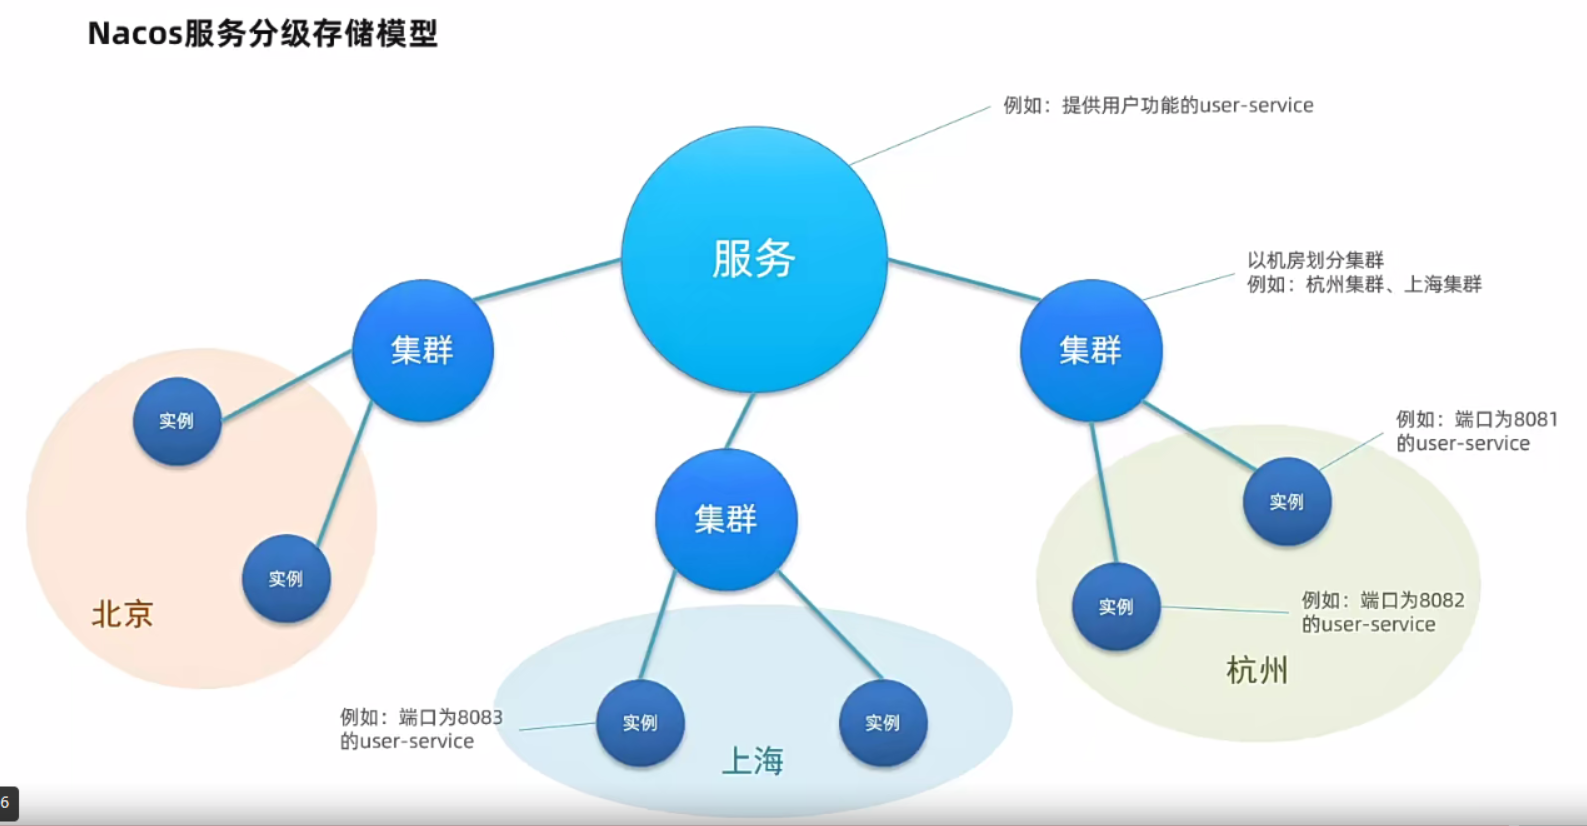 Nacos服务分级存储模型
例如：提供用户功能的user-service
服务
以机房划分集群
例如：杭州集群、上海集群
集群
集群
实例
例如：端口为8081
的user-service
实例
集群
实例
例如：端口为8082
的user-service
实例
北京
杭州
例如：端口为8083
的user-service
实例
实例
上海
6